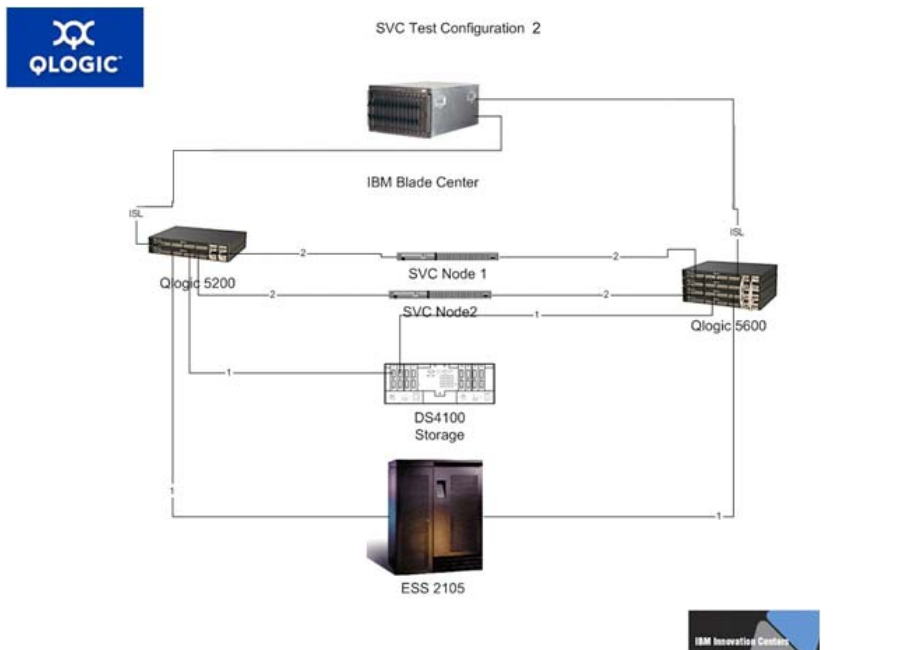 QLOGIC
SVC Test Configuration 2
IBM Blade Center
ISL
ISL
2
SVC Node 1
2
Qlogic 5200
2
SVC Node2
2
1
Qlogic 5600
1
DS4100
Storage
1
1
ESS 2105
IBM Innovation Centers